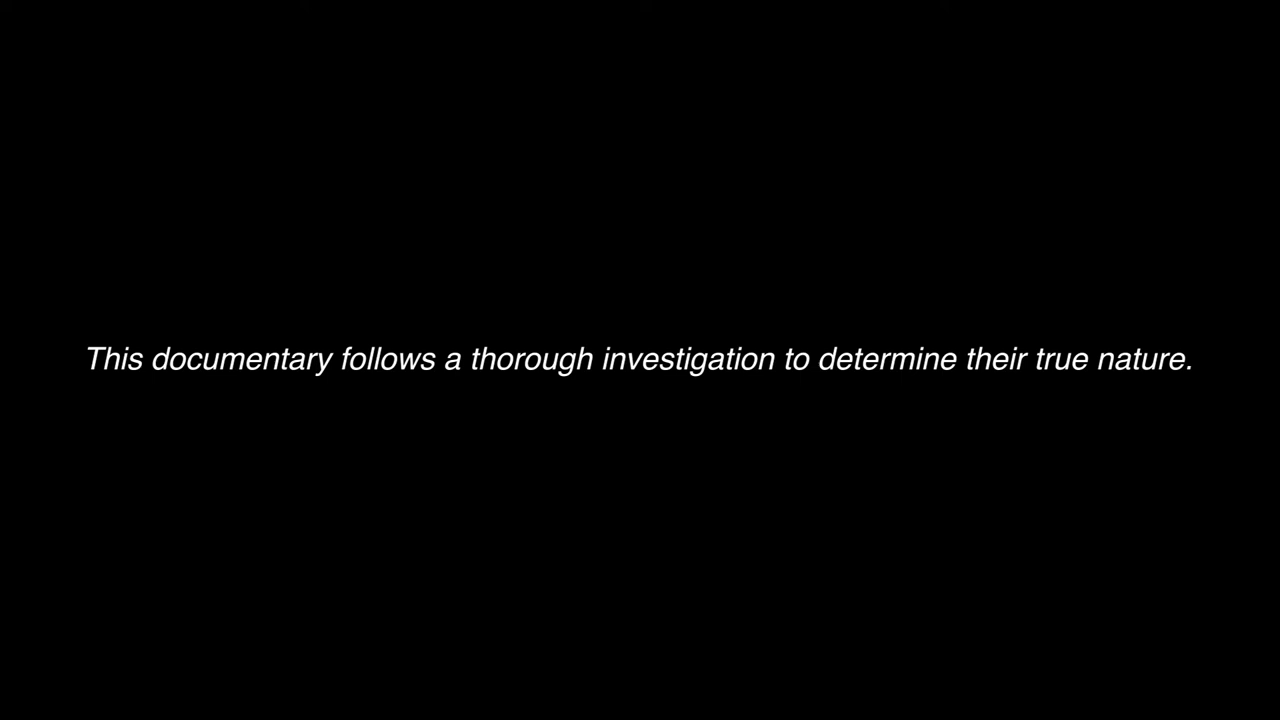 This documentary follows a thorough investigation to determine their true nature.